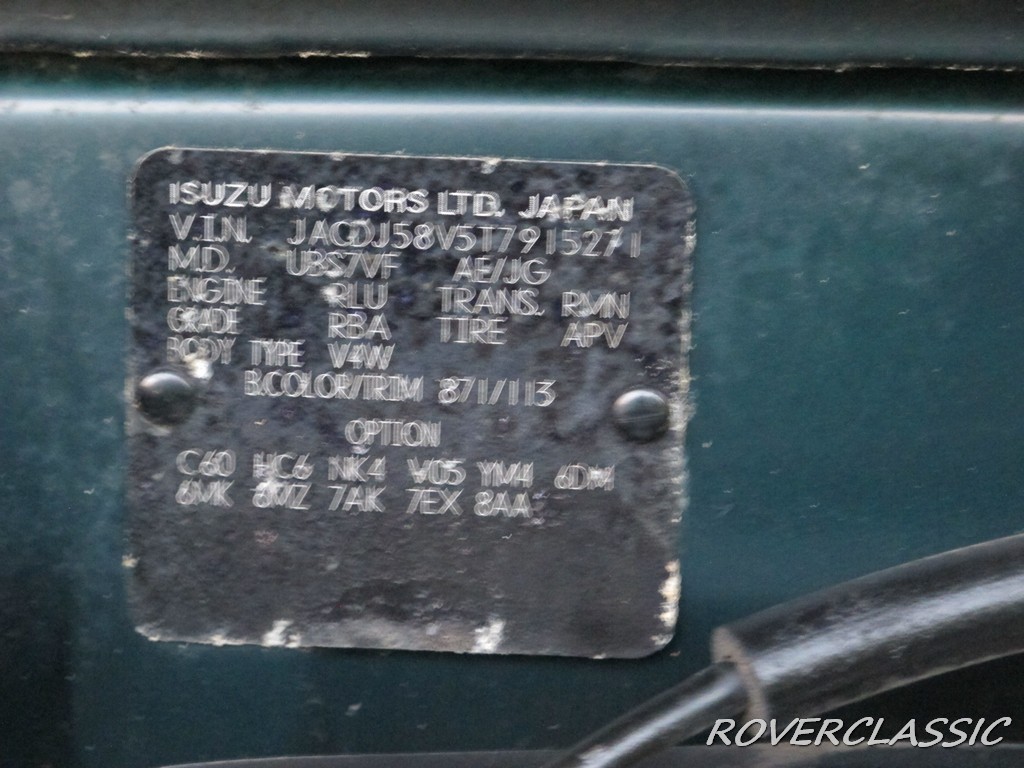 ISUZU MOTORS LTD. JAPAN
V.I.N. JACDJ58V5T7915271
M.D. UBS7VF AE/JG
ENGINE RLU TRANS. RMN
GRADE RBA TIRE APV
BODY TYPE V4W
B.COLOR/TRIM 871/113
OPTION
C60 HC6 NK4 V05 YM4 6DM
6MK 6MZ 7AK 7EX 8AA
ROVERCLASSIC